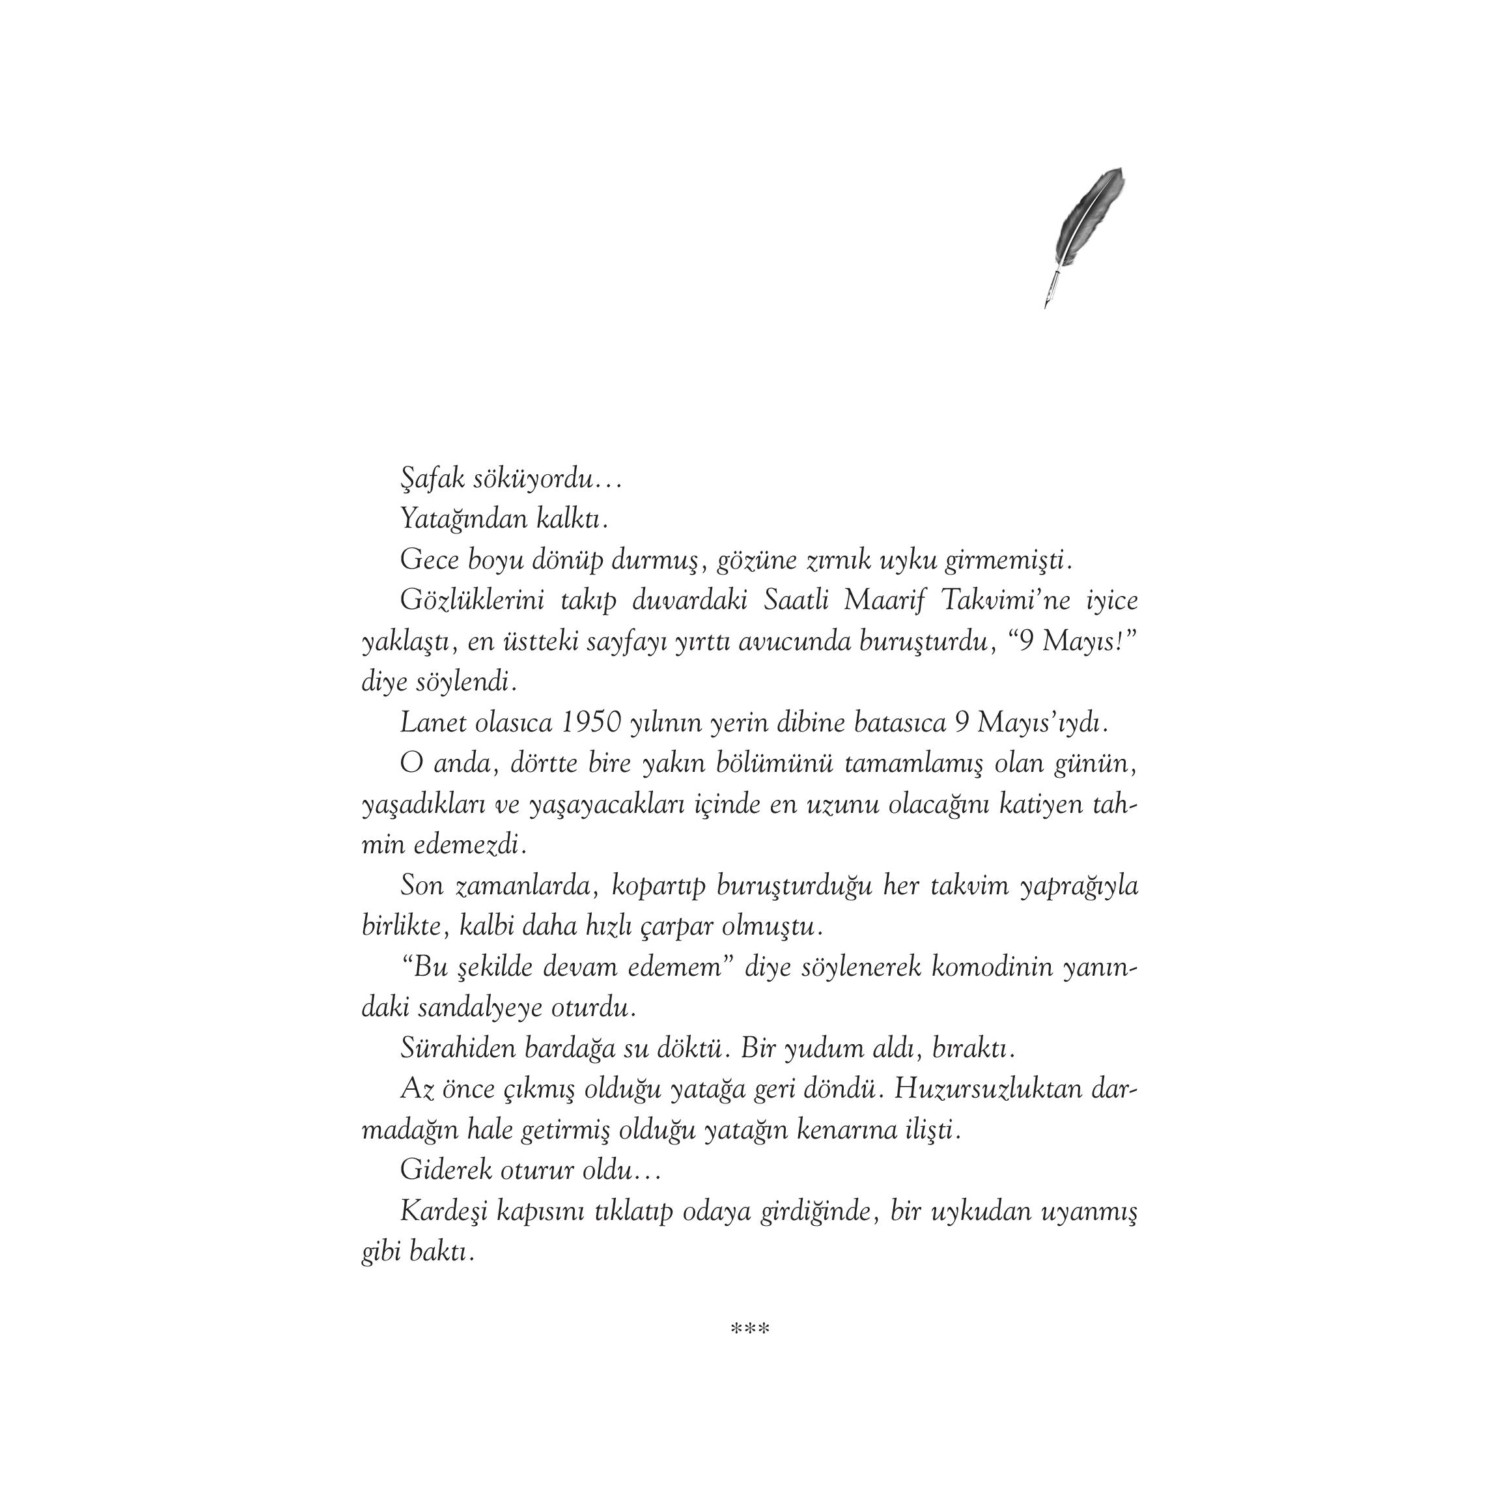 Şafak söküyordu…
Yatağından kalktı.
Gece boyu dönüp durmuş, gözüne zırnık uyku girmemişti.
Gözlüklerini takıp duvardaki Saatli Maarif Takvimi’ne iyice
yaklaştı, en üstteki sayfayı yırttı avucunda buruşturdu, “9 Mayıs!”
diye söylendi.
Lanet olasıca 1950 yılının yerin dibine batasıca 9 Mayıs’ıydı.
O anda, dörtte bire yakın bölümünü tamamlamış olan günün,
yaşadıkları ve yaşayacakları içinde en uzunu olacağını katiyen tah-
min edemezdi.
Son zamanlarda, kopartıp buruşturduğu her takvim yaprağıyla
birlikte, kalbi daha hızlı çarpar olmuştu.
“Bu şekilde devam edemem” diye söylenerek komodinin yanın-
daki sandalyeye oturdu.
Sürahiden bardağa su döktü. Bir yudum aldı, bıraktı.
Az önce çıkmış olduğu yatağa geri döndü. Huzursuzluktan dar-
madağın hale getirmiş olduğu yatağın kenarına ilişti.
Giderek oturur oldu…
Kardeşi kapısını tıklatıp odaya girdiğinde, bir uykudan uyanmış
gibi baktı.
***